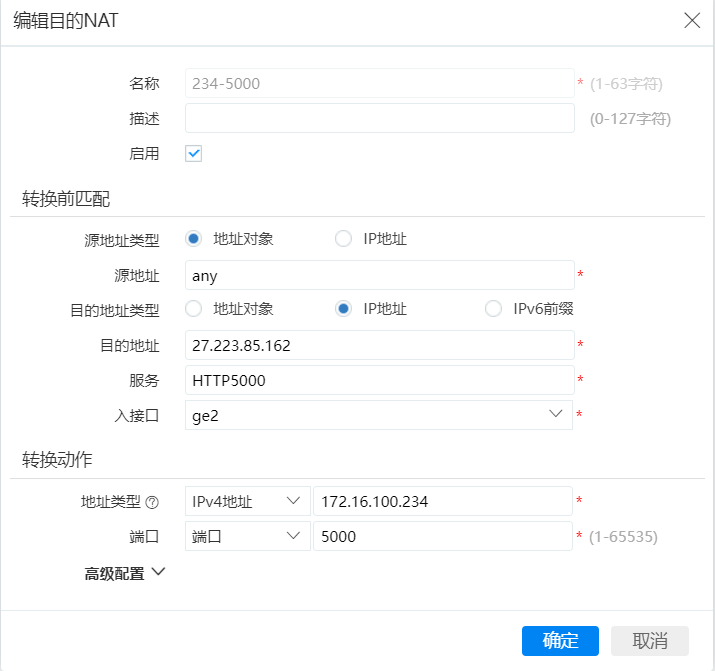 编辑目的NAT
名称 234-5000 * (1-63字符)
描述 (0-127字符)
启用
转换前匹配
源地址类型 地址对象 IP地址
源地址 any *
目的地址类型 地址对象 IP地址 IPv6前缀
目的地址 27.223.85.162 *
服务 HTTP5000 *
入接口 ge2 *
转换动作
地址类型 ? IPv4地址 172.16.100.234 *
端口 端口 5000 * (1-65535)
高级配置
确定 取消